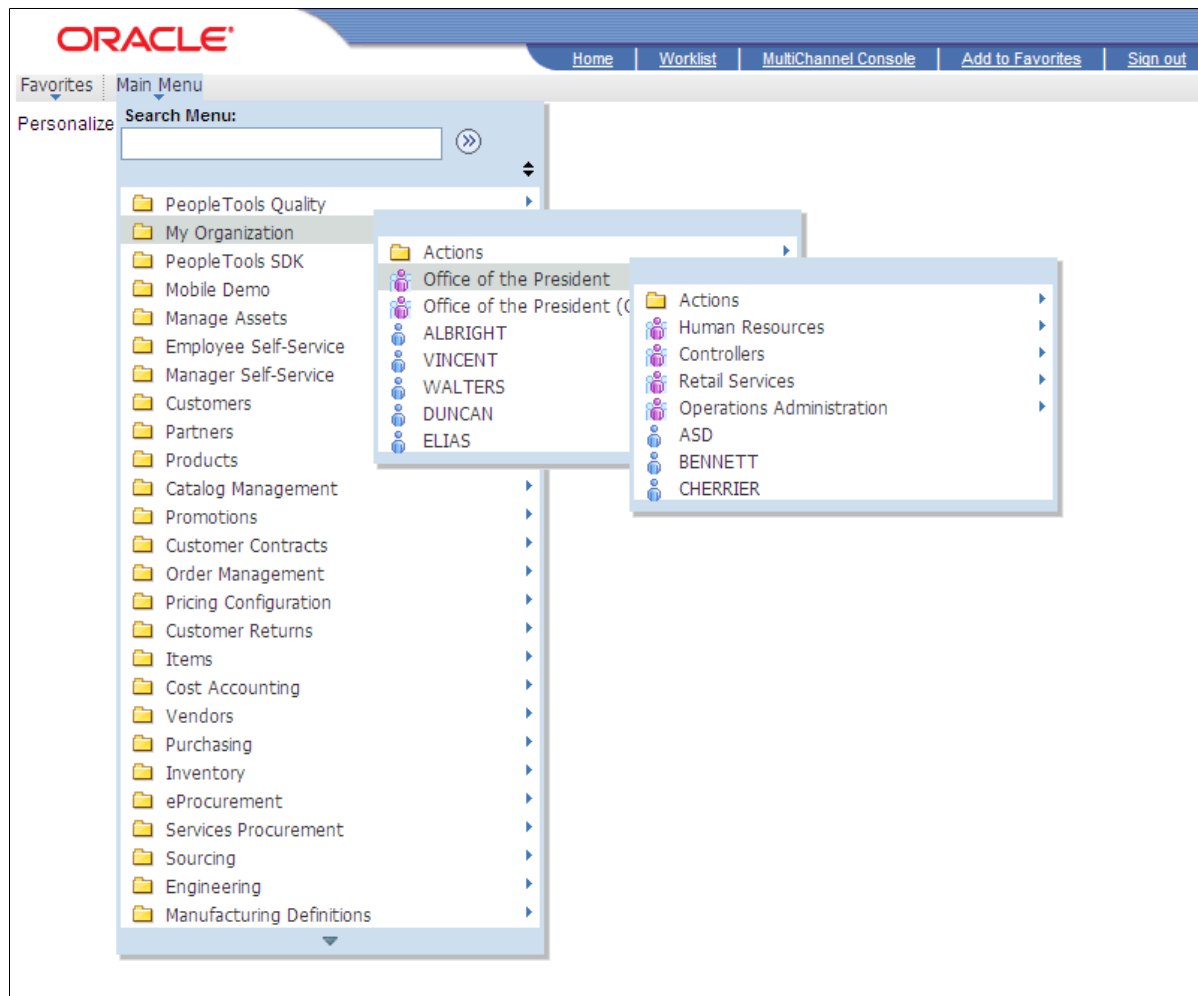 ORACLE
Home Worklist MultiChannel Console Add to Favorites Sign out
Favorites Main Menu
Personalize
Search Menu:
PeopleTools Quality
My Organization
PeopleTools SDK
Mobile Demo
Manage Assets
Employee Self-Service
Manager Self-Service
Customers
Partners
Products
Catalog Management
Promotions
Customer Contracts
Order Management
Pricing Configuration
Customer Returns
Items
Cost Accounting
Vendors
Purchasing
Inventory
eProcurement
Services Procurement
Sourcing
Engineering
Manufacturing Definitions
Actions
Office of the President
Office of the President (
ALBRIGHT
VINCENT
WALTERS
DUNCAN
ELIAS
Actions
Human Resources
Controllers
Retail Services
Operations Administration
ASD
BENNETT
CHERRIER